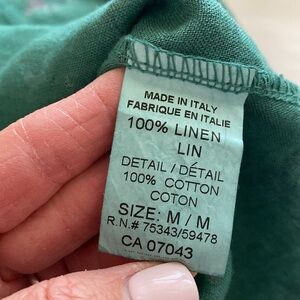 MADE IN ITALY
FABRIQUE EN ITALIE
100% LINEN
LIN
DETAIL / DÉTAIL
100% COTTON
COTON
SIZE: M / M
R.N.# 75343/59478
CA 07043